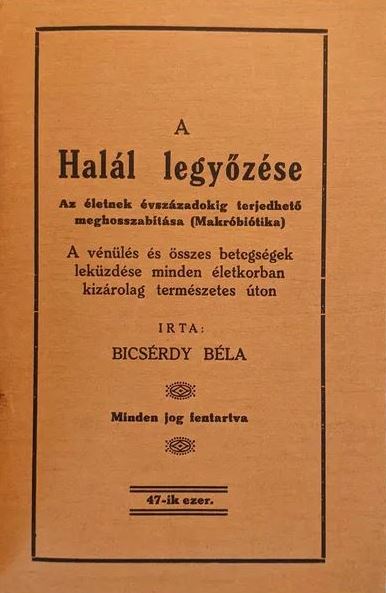 A
Halál legyőzése
Az életnek évszázadokig terjedhető
meghosszabítása (Makróbiótika)
A vénülés és összes betegségek
leküzdése minden életkorban
kizárolag természetes úton
IRTA:
BICSÉRDY BÉLA
Minden jog fentartva
47-ik ezer.